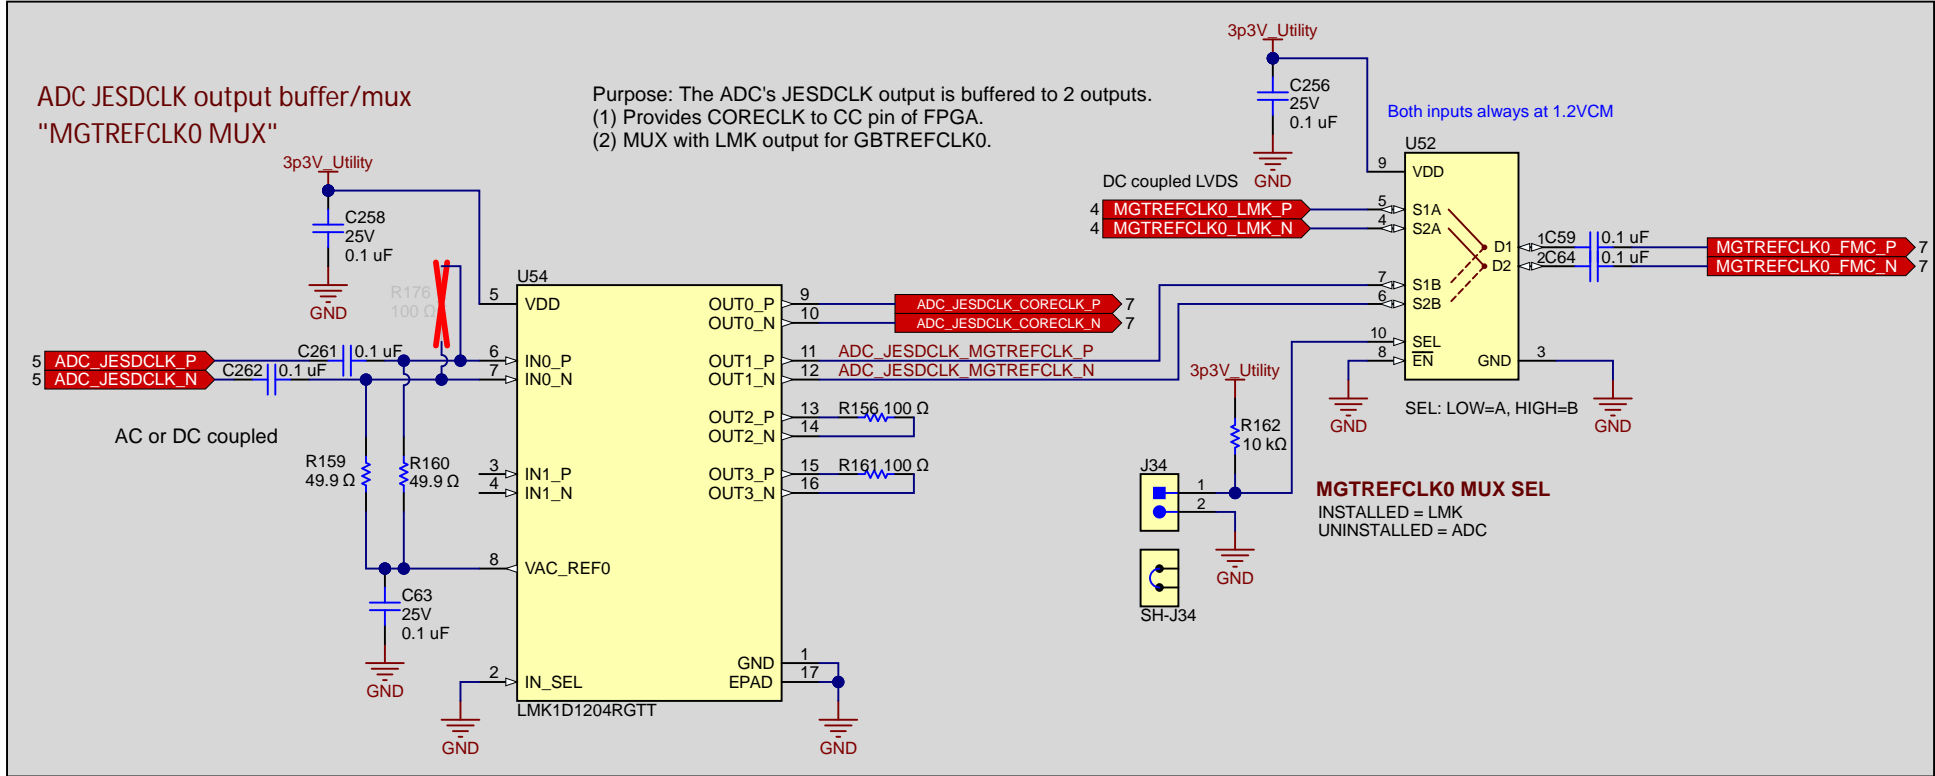 ADC JESDCLK output buffer/mux
"MGTREFCLK0 MUX"
Purpose: The ADC's JESDCLK output is buffered to 2 outputs.
(1) Provides CORECLK to CC pin of FPGA.
(2) MUX with LMK output for GBTREFCLK0.
3p3V_Utility
C258
25V
0.1 uF
GND
R176
100 Ω
5 ADC_JESDCLK_P
5 ADC_JESDCLK_N
C261 0.1 uF
C262 0.1 uF
AC or DC coupled
R159
49.9 Ω
R160
49.9 Ω
C63
25V
0.1 uF
GND
GND
U54
5 VDD
6 IN0_P
7 IN0_N
3 IN1_P
4 IN1_N
8 VAC_REF0
2 IN_SEL
OUT0_P 9
OUT0_N 10
OUT1_P 11
OUT1_N 12
OUT2_P 13
OUT2_N 14
OUT3_P 15
OUT3_N 16
GND 1
EPAD 17
LMK1D1204RGTT
GND
ADC_JESDCLK_CORECLK_P 7
ADC_JESDCLK_CORECLK_N 7
ADC_JESDCLK_MGTREFCLK_P
ADC_JESDCLK_MGTREFCLK_N
R156 100 Ω
R161 100 Ω
3p3V_Utility
C256
25V
0.1 uF
GND
Both inputs always at 1.2VCM
DC coupled LVDS
4 MGTREFCLK0_LMK_P
4 MGTREFCLK0_LMK_N
U52
9 VDD
5 S1A
4 S2A
7 S1B
6 S2B
10 SEL
8 EN
D1 1
D2 2
GND 3
C59 0.1 uF
C64 0.1 uF
MGTREFCLK0_FMC_P 7
MGTREFCLK0_FMC_N 7
GND
SEL: LOW=A, HIGH=B
GND
3p3V_Utility
R162
10 kΩ
J34
1
2
GND
SH-J34
MGTREFCLK0 MUX SEL
INSTALLED = LMK
UNINSTALLED = ADC